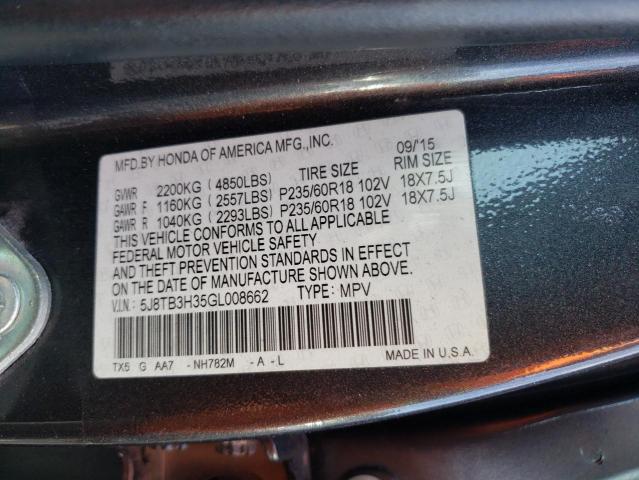 MFD.BY HONDA OF AMERICA MFG.,INC. 09/15
TIRE SIZE RIM SIZE
GVWR 2200KG (4850LBS)
GAWR F 1160KG (2557LBS) P235/60R18 102V 18X7.5J
GAWR R 1040KG (2293LBS) P235/60R18 102V 18X7.5J
THIS VEHICLE CONFORMS TO ALL APPLICABLE
FEDERAL MOTOR VEHICLE SAFETY
AND THEFT PREVENTION STANDARDS IN EFFECT
ON THE DATE OF MANUFACTURE SHOWN ABOVE.
V.I.N: 5J8TB3H35GL008662 TYPE: MPV
TX5 G AA7 - NH782M - A - L
MADE IN U.S.A.